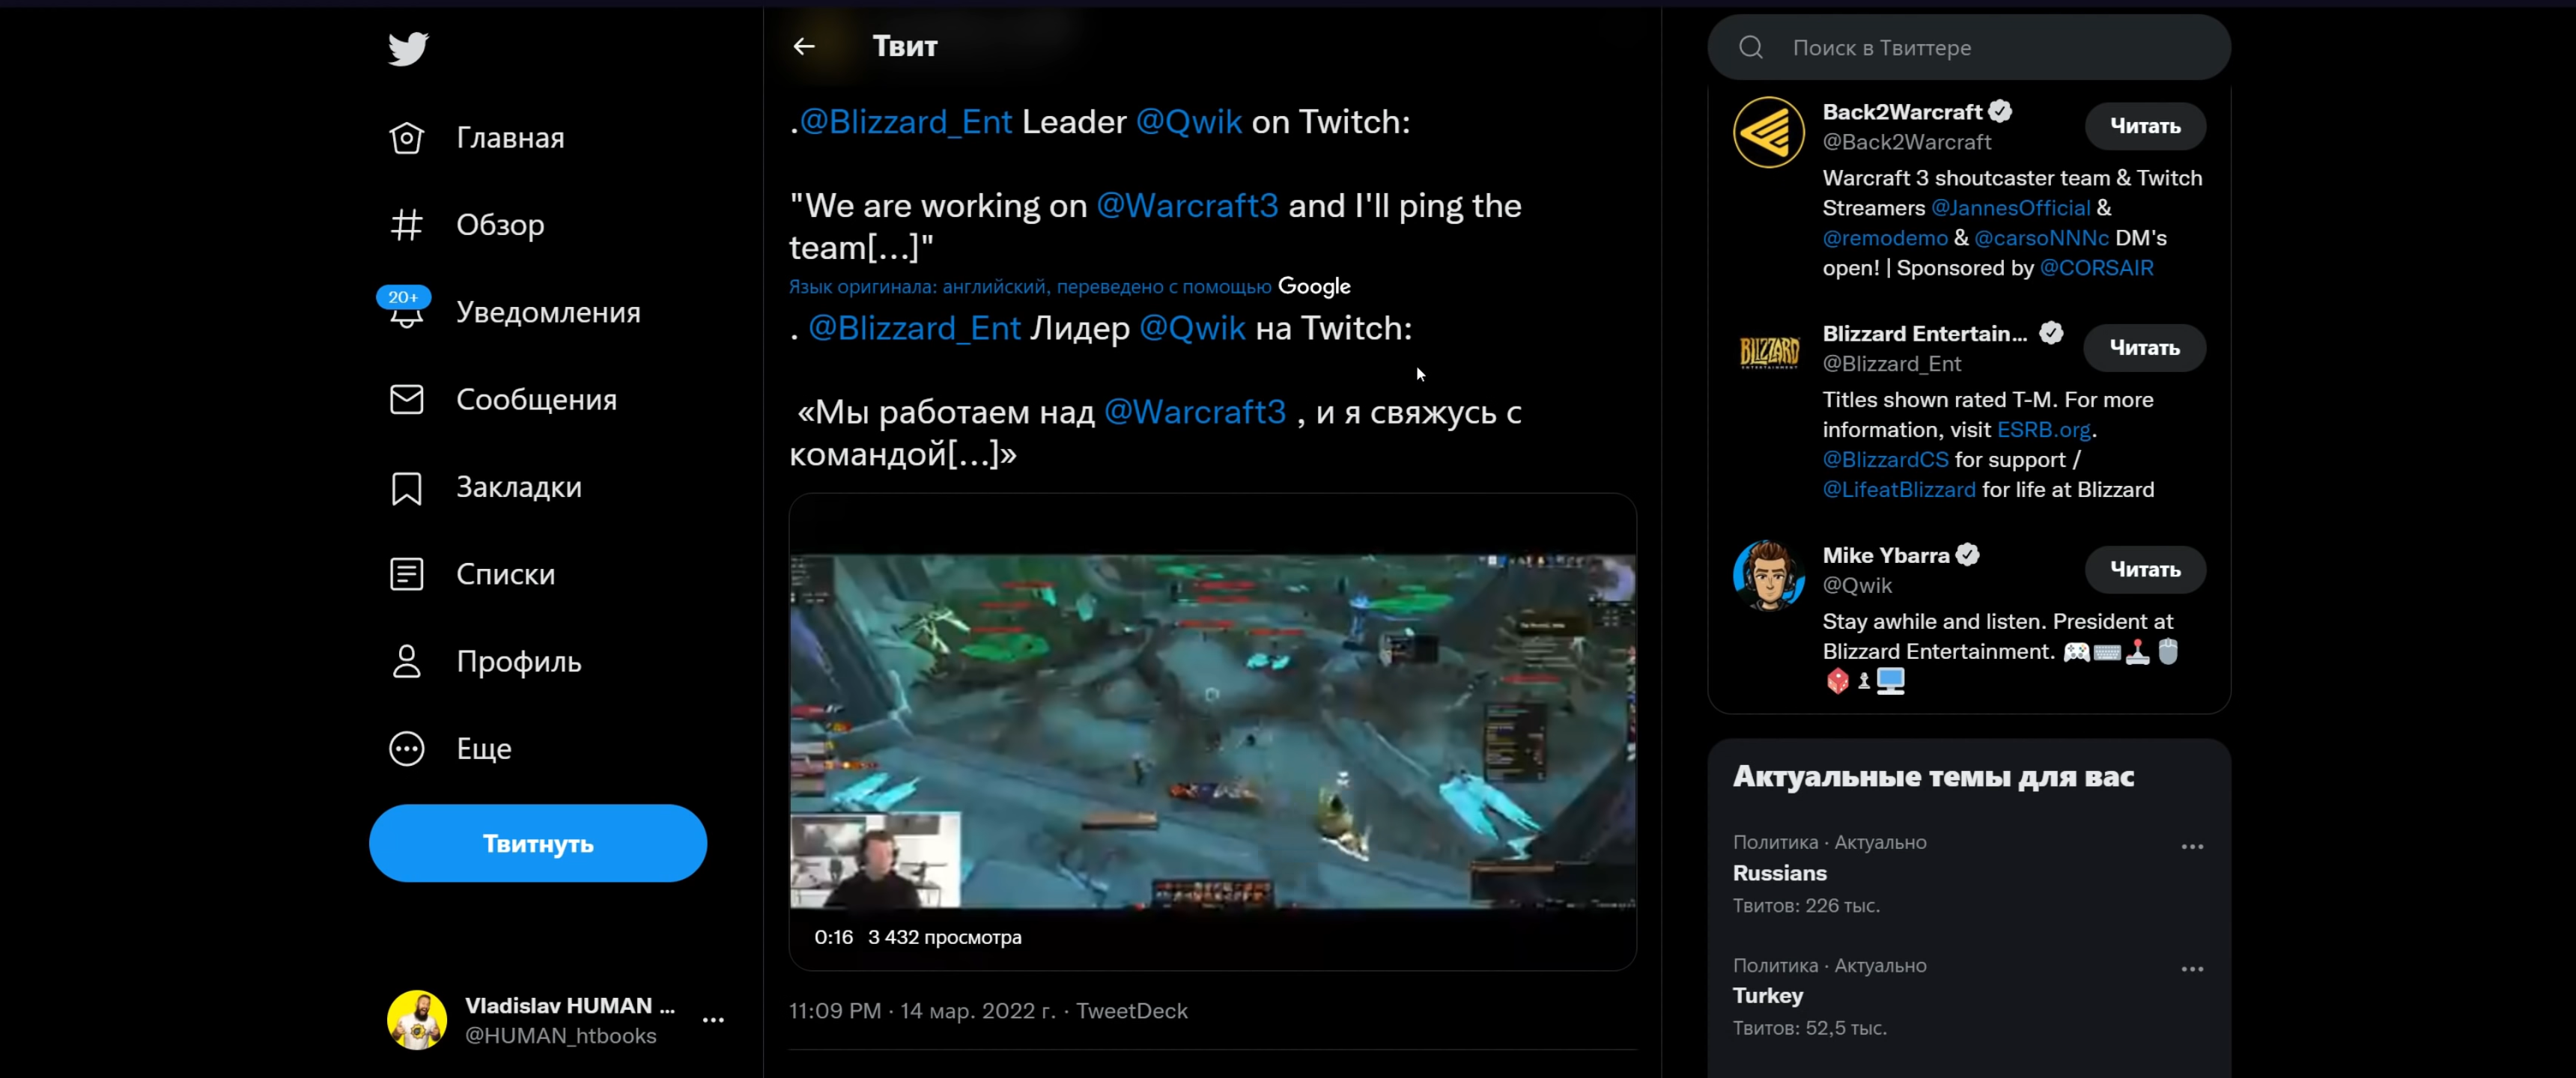 Твит
Поиск в Твиттере
Главная
Обзор
20+
Уведомления
Сообщения
Закладки
Списки
Профиль
Еще
Твитнуть
Vladislav HUMAN ...
@HUMAN_htbooks
.@Blizzard_Ent Leader @Qwik on Twitch:
"We are working on @Warcraft3 and I'll ping the
team[...]"
Язык оригинала: английский, переведено с помощью Google
. @Blizzard_Ent Лидер @Qwik на Twitch:
«Мы работаем над @Warcraft3 , и я свяжусь с
командой[...]»
0:16 3 432 просмотра
11:09 PM · 14 мар. 2022 г. · TweetDeck
Back2Warcraft
@Back2Warcraft
Читать
Warcraft 3 shoutcaster team & Twitch
Streamers @JannesOfficial &
@remodemo & @carsoNNNc DM's
open! | Sponsored by @CORSAIR
BLIZZARD
ENTERTAINMENT
Blizzard Entertain...
@Blizzard_Ent
Читать
Titles shown rated T-M. For more
information, visit ESRB.org.
@BlizzardCS for support /
@LifeatBlizzard for life at Blizzard
Mike Ybarra
@Qwik
Читать
Stay awhile and listen. President at
Blizzard Entertainment.
Актуальные темы для вас
Политика · Актуально
Russians
Твитов: 226 тыс.
Политика · Актуально
Turkey
Твитов: 52,5 тыс.